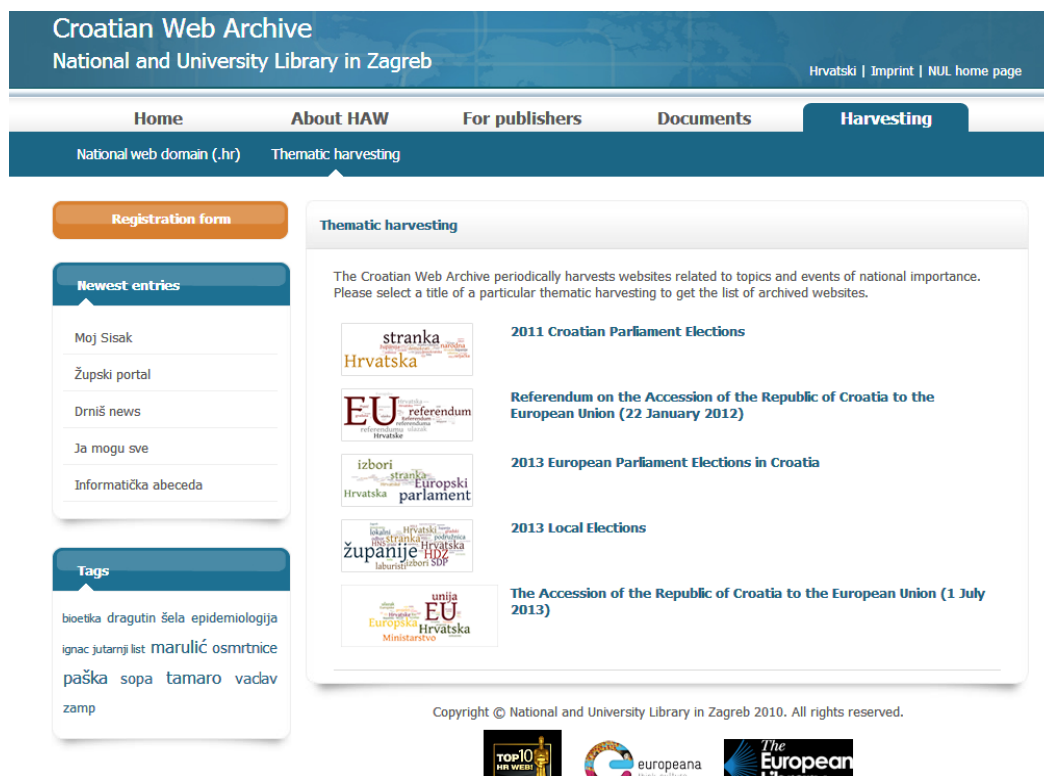 Croatian Web Archive
National and University Library in Zagreb
Hrvatski | Imprint | NUL home page
Home About HAW For publishers Documents Harvesting
National web domain (.hr) Thematic harvesting
Registration form
Newest entries
Moj Sisak
Župski portal
Drniš news
Ja mogu sve
Informatička abeceda
Tags
bioetika dragutin šela epidemiologija
ignac jutarnji list marulić osmrtnice
paška sopa tamaro vaclav
zamp
Thematic harvesting
The Croatian Web Archive periodically harvests websites related to topics and events of national importance.
Please select a title of a particular thematic harvesting to get the list of archived websites.
stranka
Hrvatska
2011 Croatian Parliament Elections
EU referendum
Hrvatske
Referendum on the Accession of the Republic of Croatia to the
European Union (22 January 2012)
izbori
stranka
Europski
Hrvatska parlament
2013 European Parliament Elections in Croatia
Hrvatski
stranka
Hrvatska
županije HDZ
laburisti izbori SDP
2013 Local Elections
unija
EU
Europska
Hrvatska
Ministarstvo
The Accession of the Republic of Croatia to the European Union (1 July
2013)
Copyright © National and University Library in Zagreb 2010. All rights reserved.
TOP10
HR WEB!
europeana
The
European